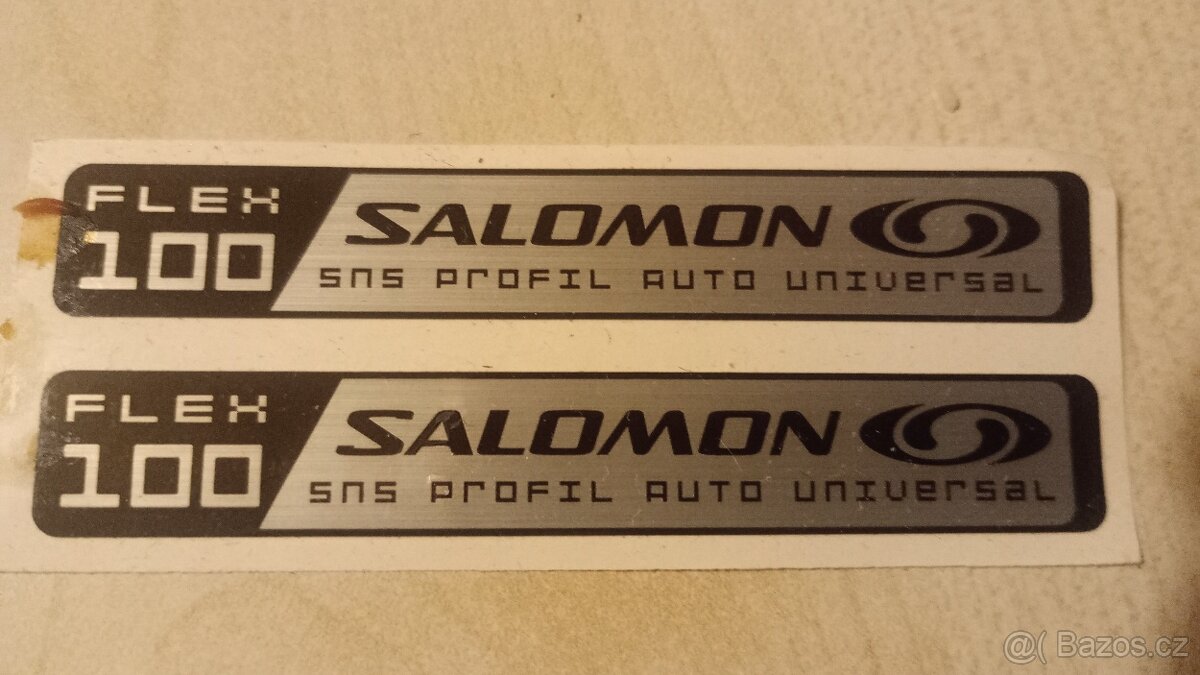 FLEX
100
SALOMON
SNS PROFIL AUTO UNIVERSAL
FLEX
100
SALOMON
SNS PROFIL AUTO UNIVERSAL
@( Bazos.cz